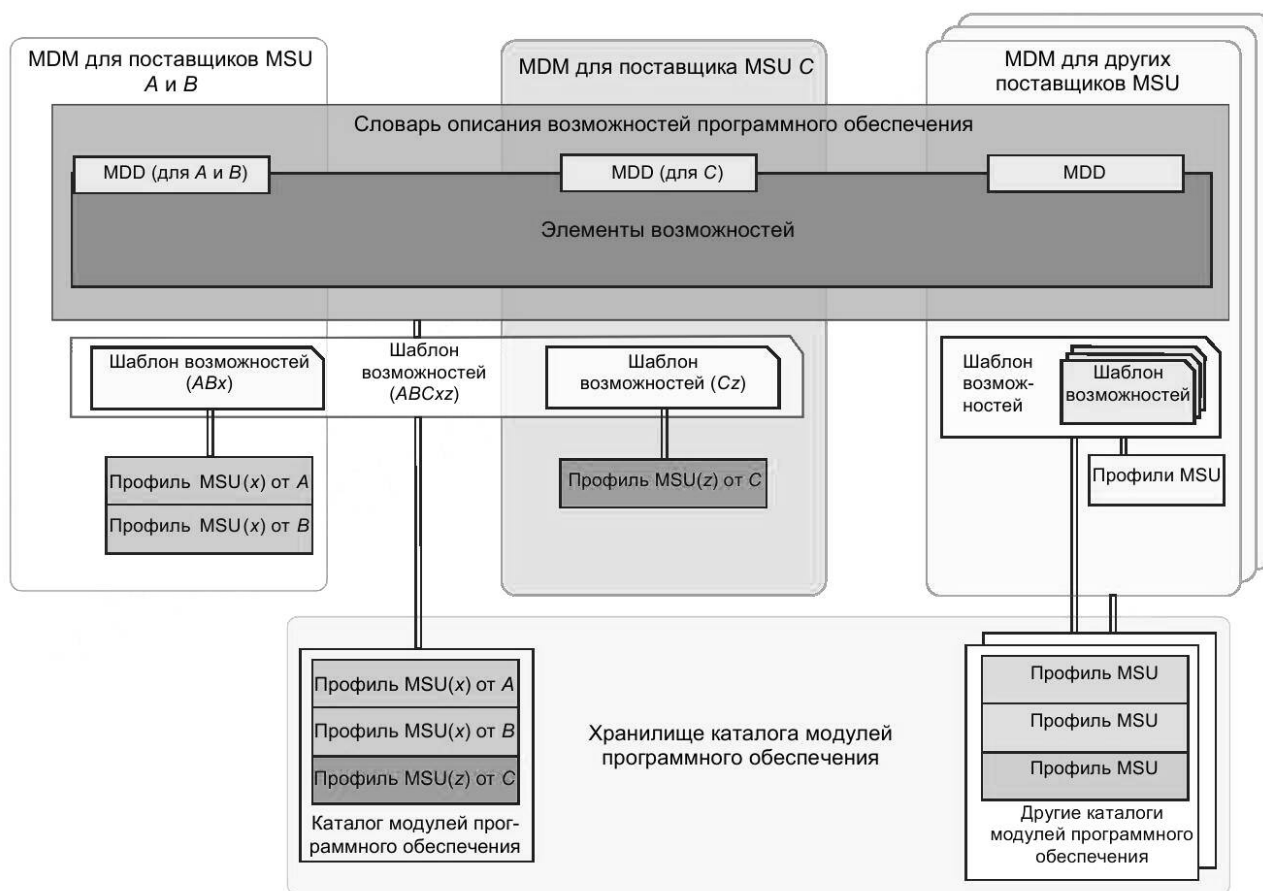 MDM для поставщиков MSU
A и B
MDM для поставщика MSU C
MDM для других
поставщиков MSU
Словарь описания возможностей программного обеспечения
MDD (для A и B)
MDD (для C)
MDD
Элементы возможностей
Шаблон возможностей
(ABx)
Шаблон
возможностей
(ABCxz)
Шаблон
возможностей (Cz)
Шаблон
возмож-
ностей
Шаблон
возможностей
Профиль MSU(x) от A
Профиль MSU(x) от B
Профиль MSU(z) от C
Профили MSU
Профиль MSU(x) от A
Профиль MSU(x) от B
Профиль MSU(z) от C
Каталог модулей прог-
раммного обеспечения
Хранилище каталога модулей
программного обеспечения
Профиль MSU
Профиль MSU
Профиль MSU
Другие каталоги
модулей программного
обеспечения